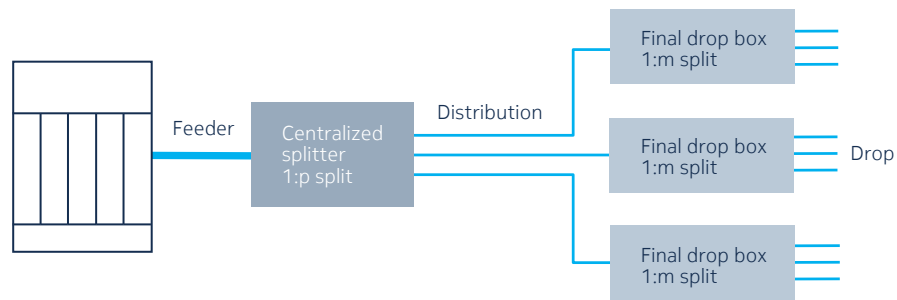 Feeder
Centralized
splitter
1:p split
Distribution
Final drop box
1:m split
Final drop box
1:m split
Drop
Final drop box
1:m split